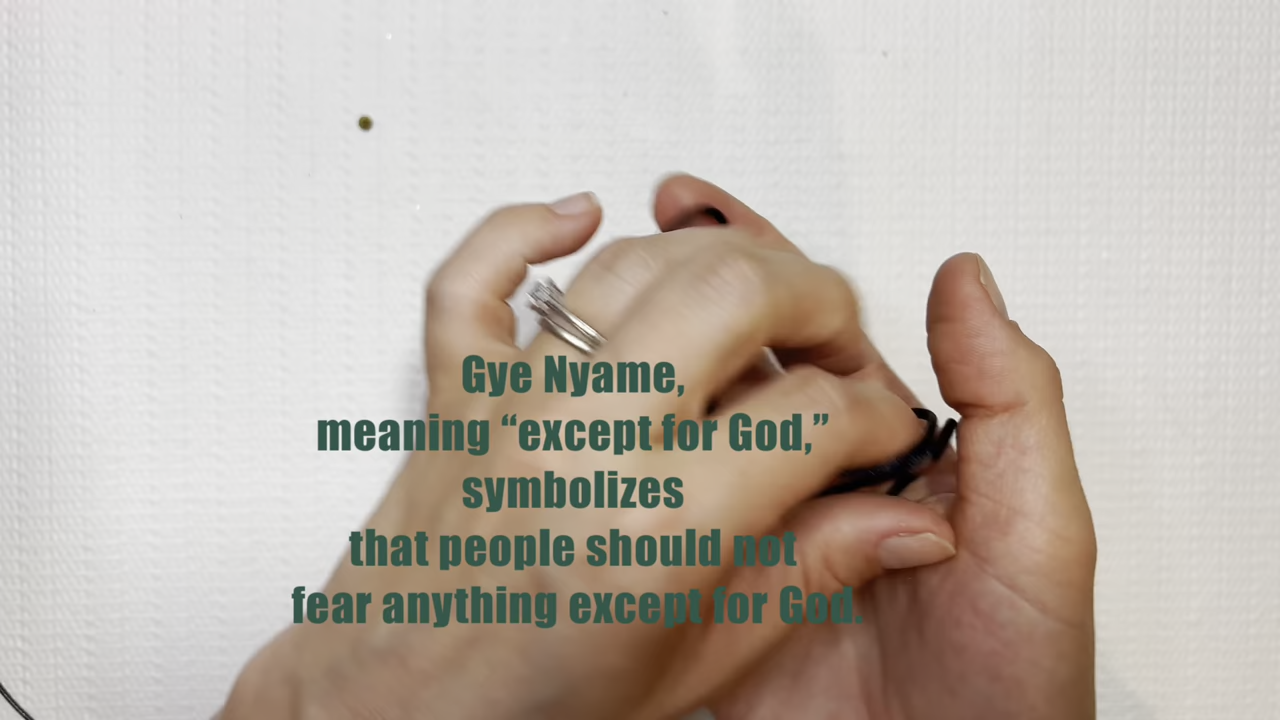 Gye Nyame,
meaning “except for God,”
symbolizes
that people should not
fear anything except for God.